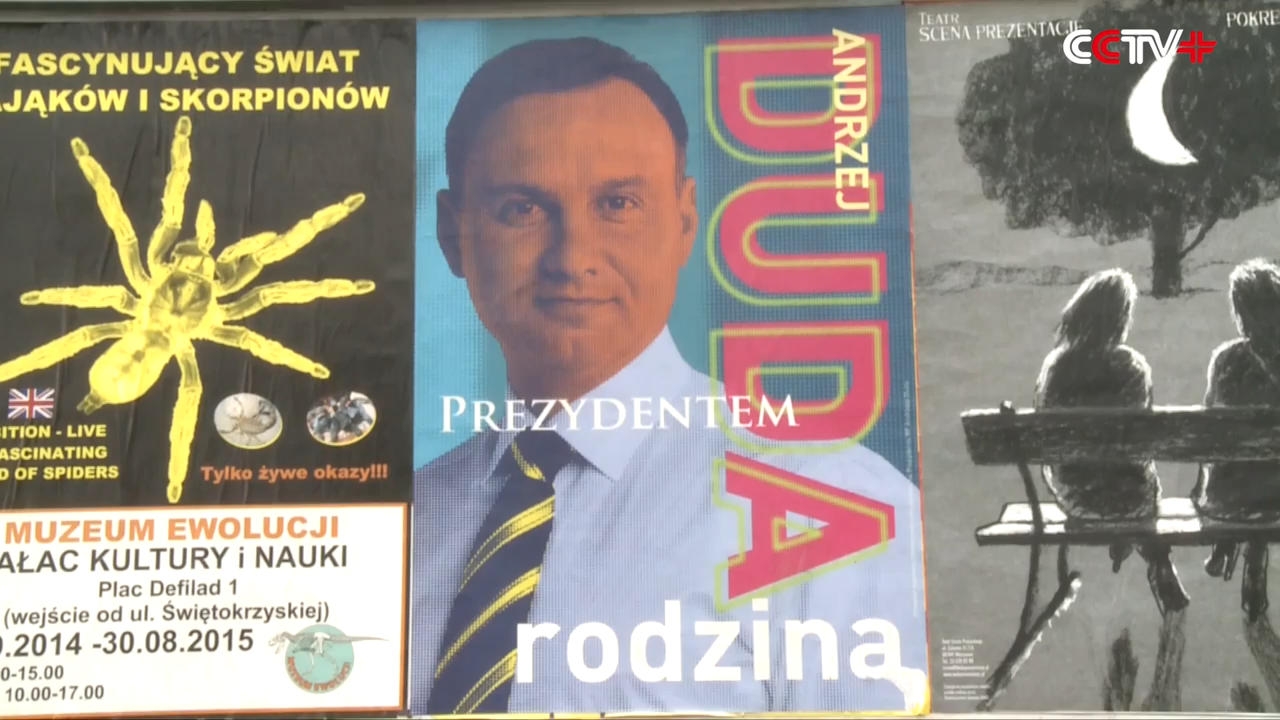 FASCYNUJĄCY ŚWIAT
AJĄKÓW I SKORPIONÓW
BITION - LIVE
ASCINATING
D OF SPIDERS
Tylko żywe okazy!!!
MUZEUM EWOLUCJI
AŁAC KULTURY i NAUKI
Plac Defilad 1
(wejście od ul. Świętokrzyskiej)
0.2014 -30.08.2015
0-15.00
10.00-17.00
ANDRZEJ
DUDA
PREZYDENTEM
rodzina
TEATR
SCENA PREZENTACJE
POKRE
CCTV+